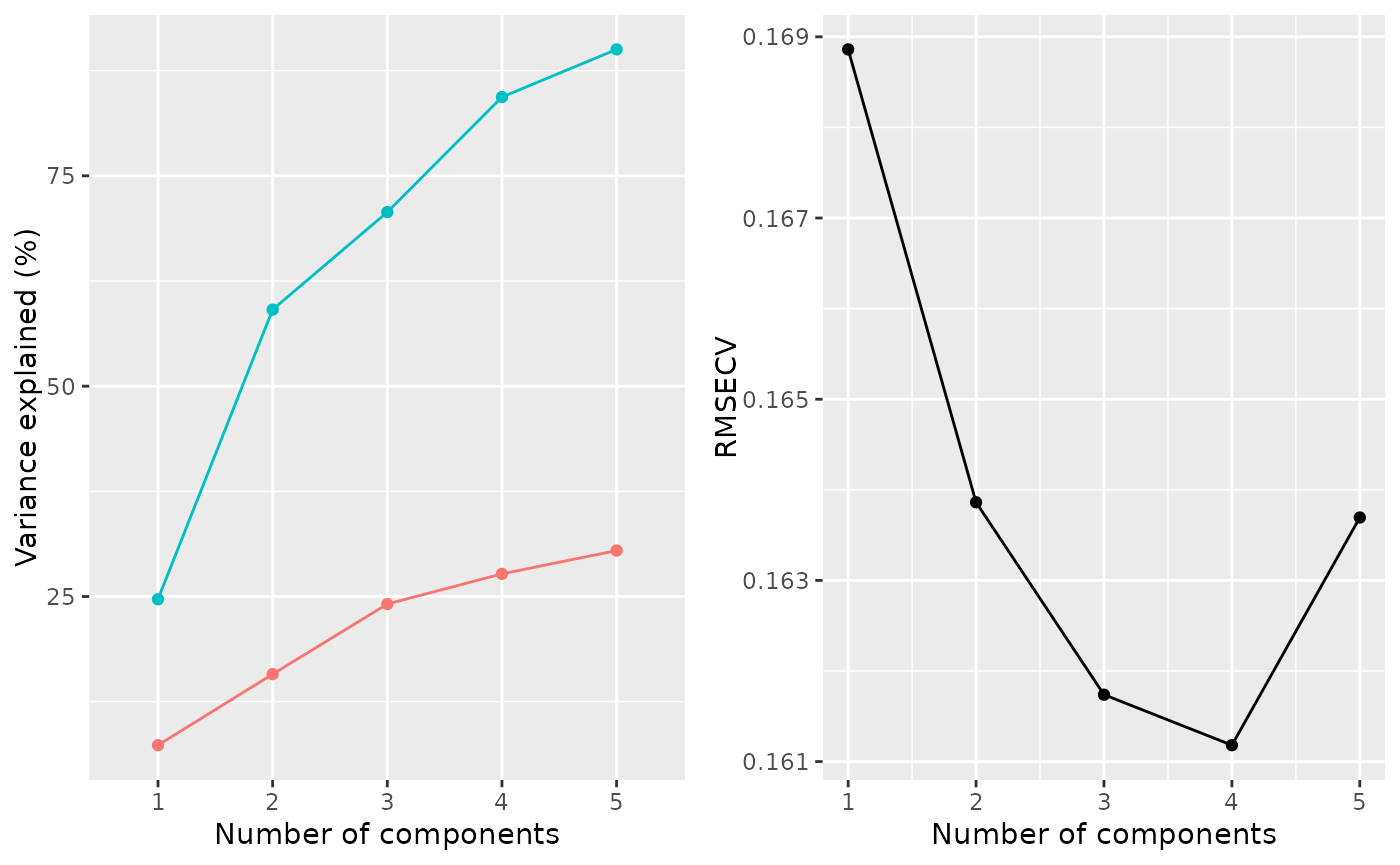 Variance explained (%)
75
50
25
1 2 3 4 5
Number of components
RMSECV
0.169
0.167
0.165
0.163
0.161
1 2 3 4 5
Number of components